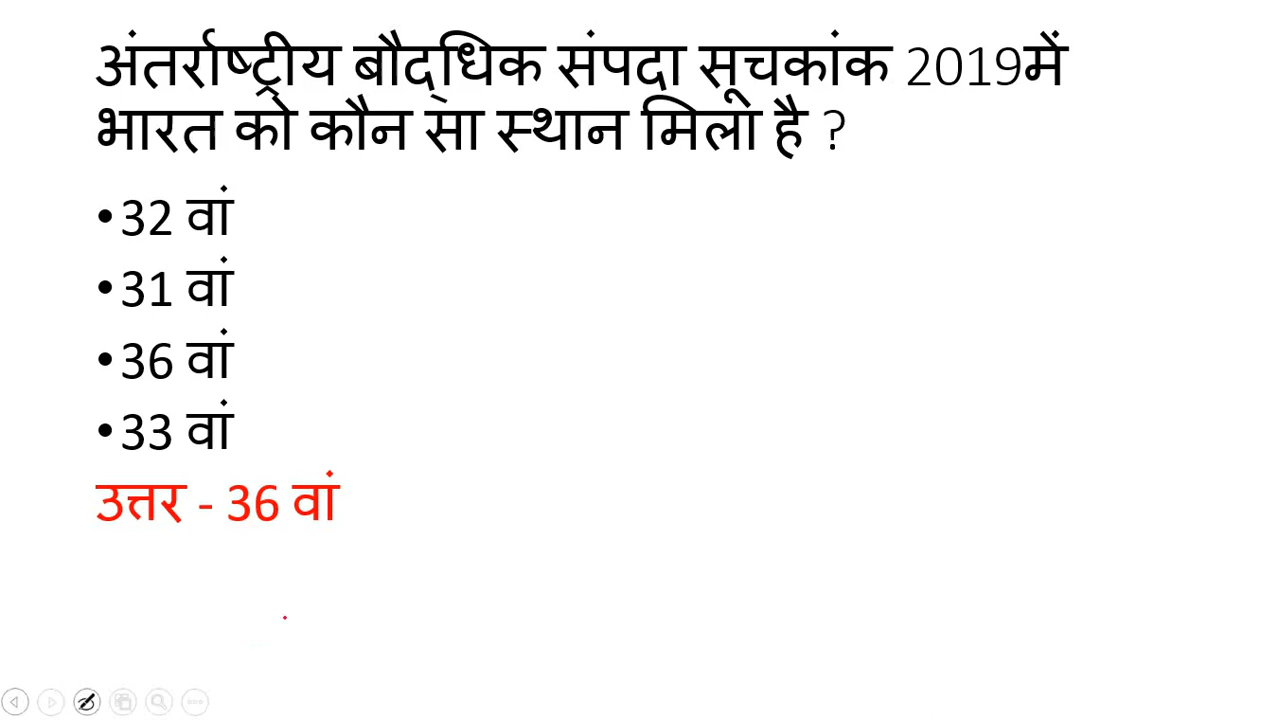 अंतर्राष्ट्रीय बौद्धिक संपदा सूचकांक 2019में
भारत को कौन सा स्थान मिला है ?
•32 वां
•31 वां
•36 वां
•33 वां
उत्तर - 36 वां